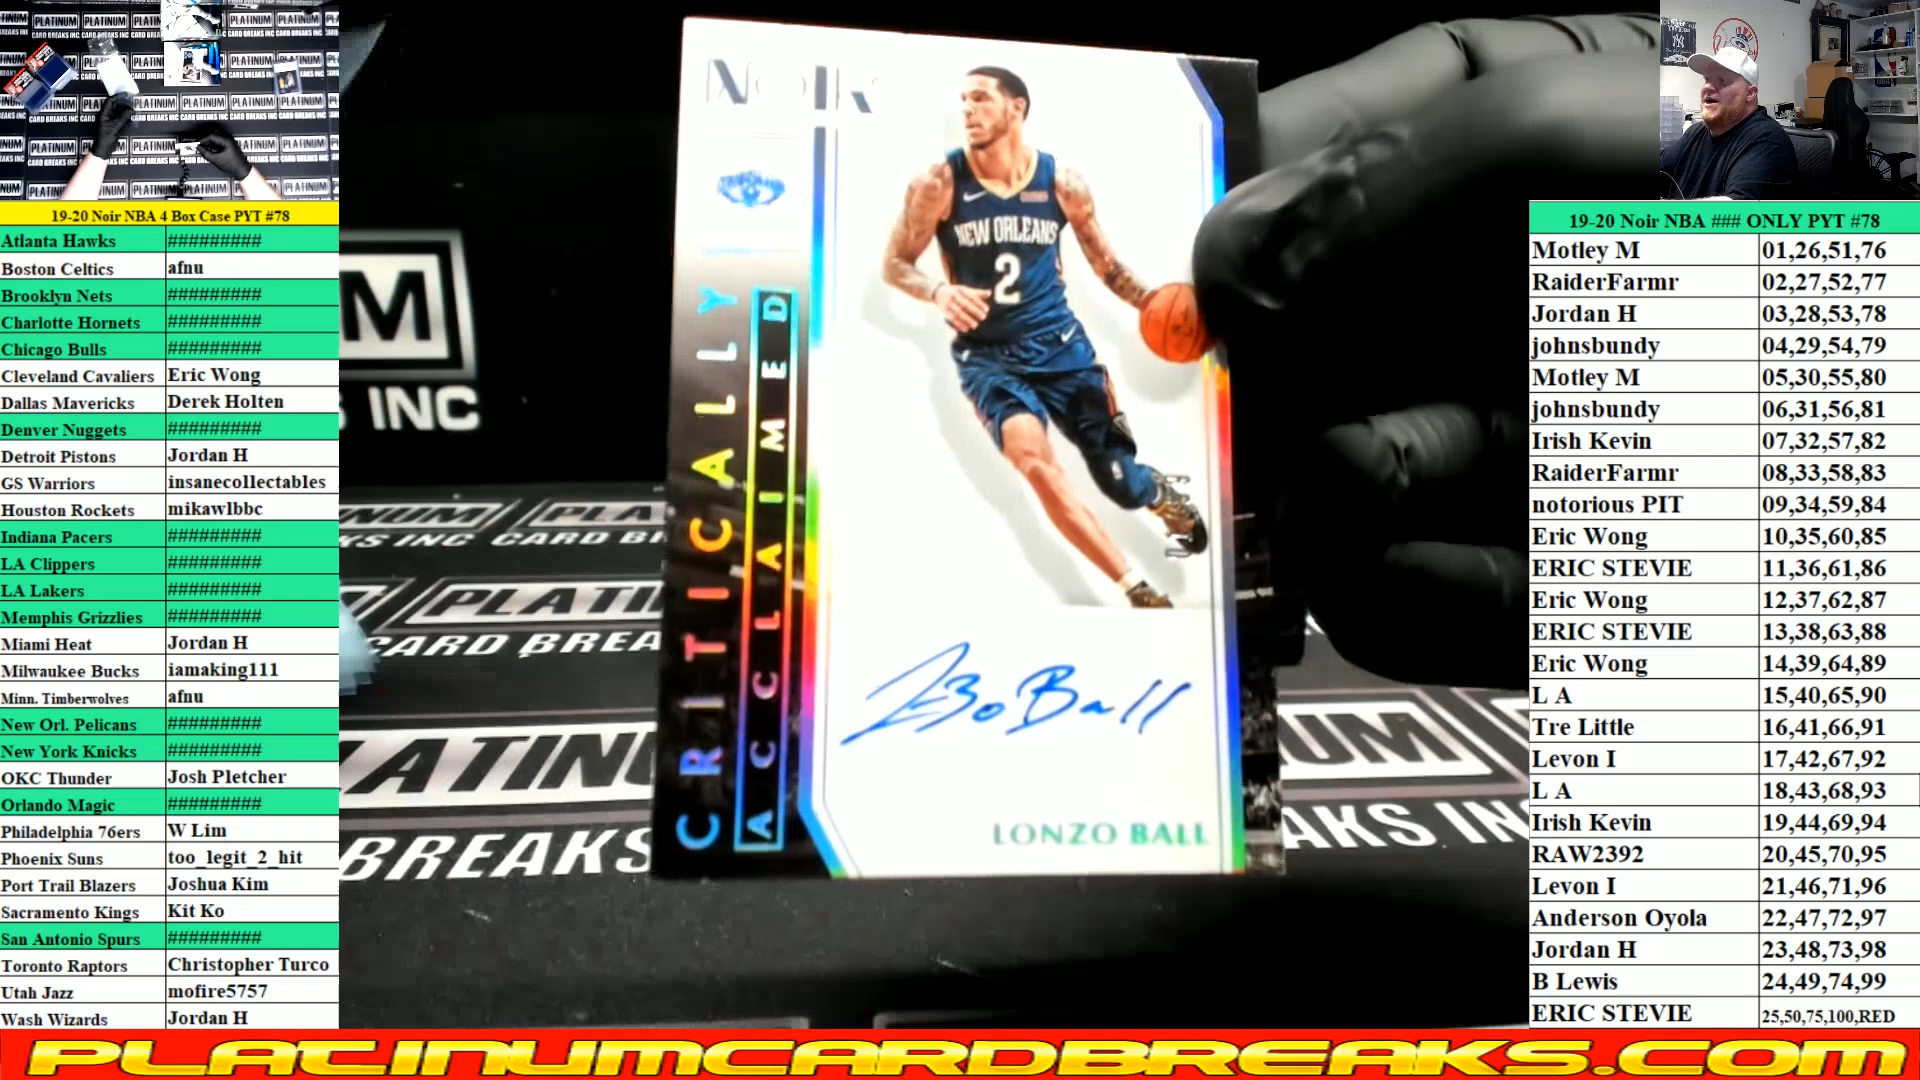 19-20 Noir NBA 4 Box Case PYT #78
Atlanta Hawks #########
Boston Celtics afnu
Brooklyn Nets #########
Charlotte Hornets #########
Chicago Bulls #########
Cleveland Cavaliers Eric Wong
Dallas Mavericks Derek Holten
Denver Nuggets #########
Detroit Pistons Jordan H
GS Warriors insanecollectables
Houston Rockets mikawlbbc
Indiana Pacers #########
LA Clippers #########
LA Lakers #########
Memphis Grizzlies #########
Miami Heat Jordan H
Milwaukee Bucks iamaking111
Minn. Timberwolves afnu
New Orl. Pelicans #########
New York Knicks #########
OKC Thunder Josh Pletcher
Orlando Magic #########
Philadelphia 76ers W Lim
Phoenix Suns too_legit_2_hit
Port Trail Blazers Joshua Kim
Sacramento Kings Kit Ko
San Antonio Spurs #########
Toronto Raptors Christopher Turco
Utah Jazz mofire5757
Wash Wizards Jordan H
NOIR
CRITICALLY
ACCLAIMED
NEW ORLEANS
2
LONZO BALL
INC
CARD BREA
BREAKS
AKS INC
19-20 Noir NBA ### ONLY PYT #78
Motley M 01,26,51,76
RaiderFarmr 02,27,52,77
Jordan H 03,28,53,78
johnsbundy 04,29,54,79
Motley M 05,30,55,80
johnsbundy 06,31,56,81
Irish Kevin 07,32,57,82
RaiderFarmr 08,33,58,83
notorious PIT 09,34,59,84
Eric Wong 10,35,60,85
ERIC STEVIE 11,36,61,86
Eric Wong 12,37,62,87
ERIC STEVIE 13,38,63,88
Eric Wong 14,39,64,89
L A 15,40,65,90
Tre Little 16,41,66,91
Levon I 17,42,67,92
L A 18,43,68,93
Irish Kevin 19,44,69,94
RAW2392 20,45,70,95
Levon I 21,46,71,96
Anderson Oyola 22,47,72,97
Jordan H 23,48,73,98
B Lewis 24,49,74,99
ERIC STEVIE 25,50,75,100,RED
PLATINUMCARDBREAKS.COM